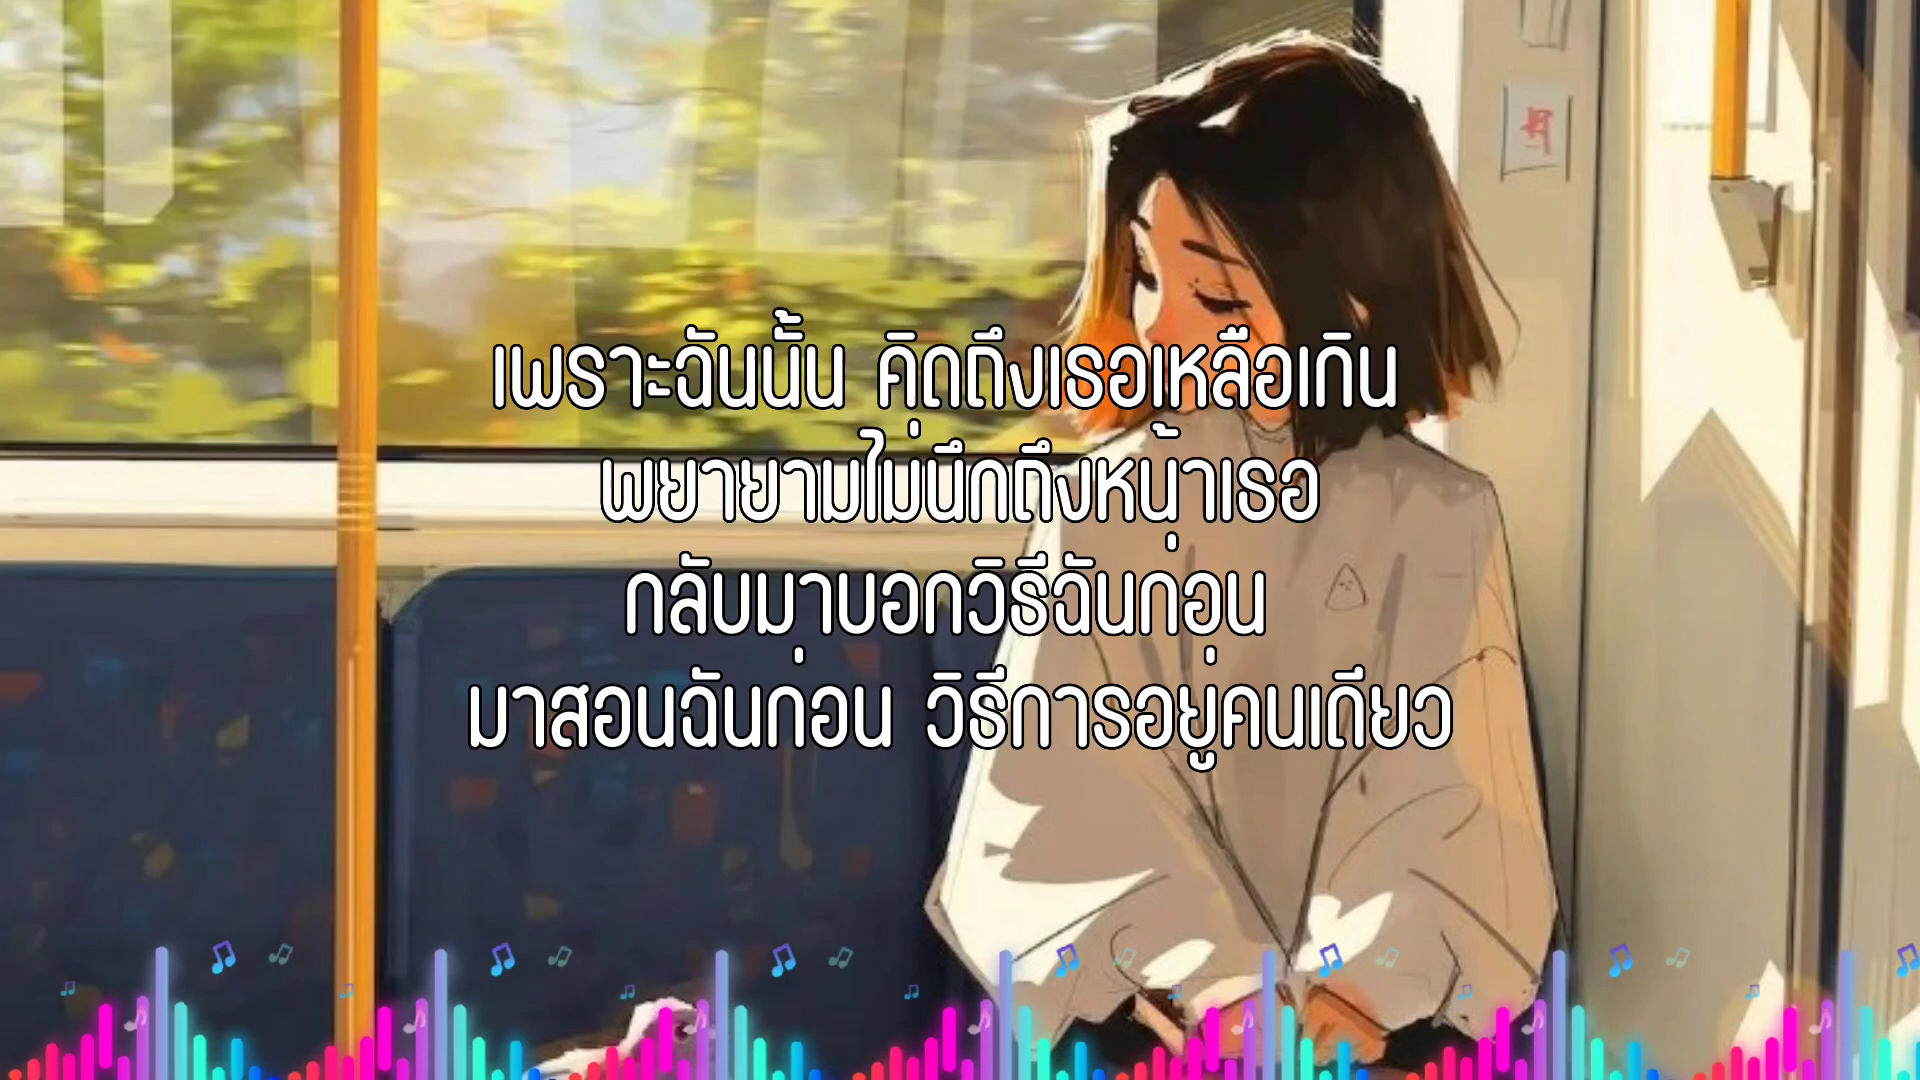 เพราะฉันนั้น คิดถึงเธอเหลือเกิน
พยายามไม่นึกถึงหน้าเธอ
กลับมาบอกวิธีฉันก่อน
มาสอนฉันก่อน วิธีการอยู่คนเดียว